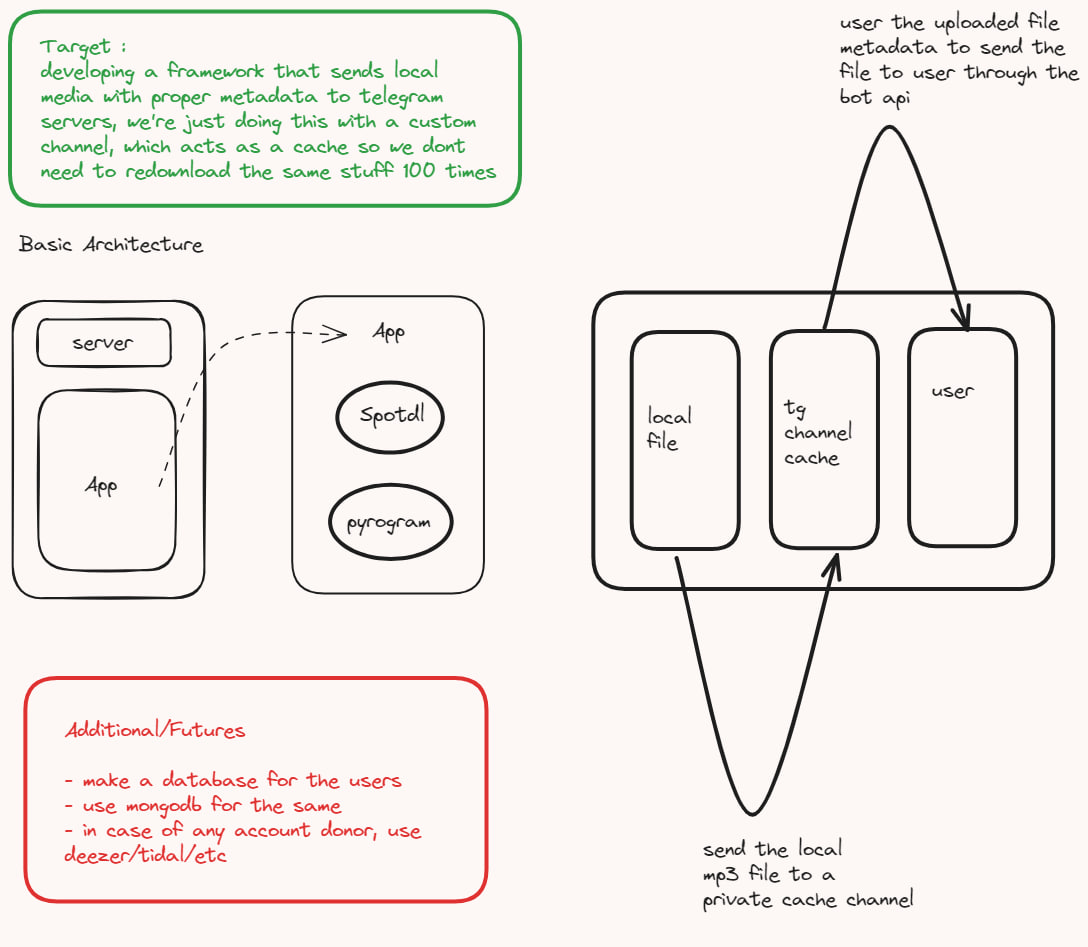 Target :
developing a framework that sends local
media with proper metadata to telegram
servers, we're just doing this with a custom
channel, which acts as a cache so we dont
need to redownload the same stuff 100 times
Basic Architecture
server
App
App
Spotdl
pyrogram
user the uploaded file
metadata to send the
file to user through the
bot api
local
file
tg
channel
cache
user
send the local
mp3 file to a
private cache channel
Additional/Futures
- make a database for the users
- use mongodb for the same
- in case of any account donor, use
deezer/tidal/etc